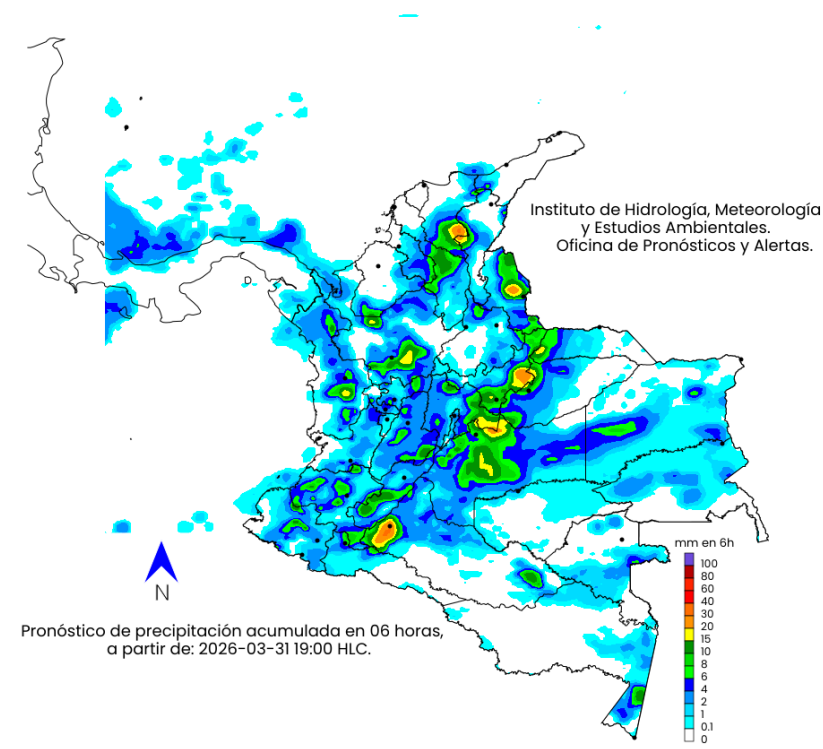 Instituto de Hidrología, Meteorología
y Estudios Ambientales.
Oficina de Pronósticos y Alertas.
mm en 6h
100
80
60
40
30
20
15
10
8
6
4
2
1
0.1
0
N
Pronóstico de precipitación acumulada en 06 horas,
a partir de: 2026-03-31 19:00 HLC.